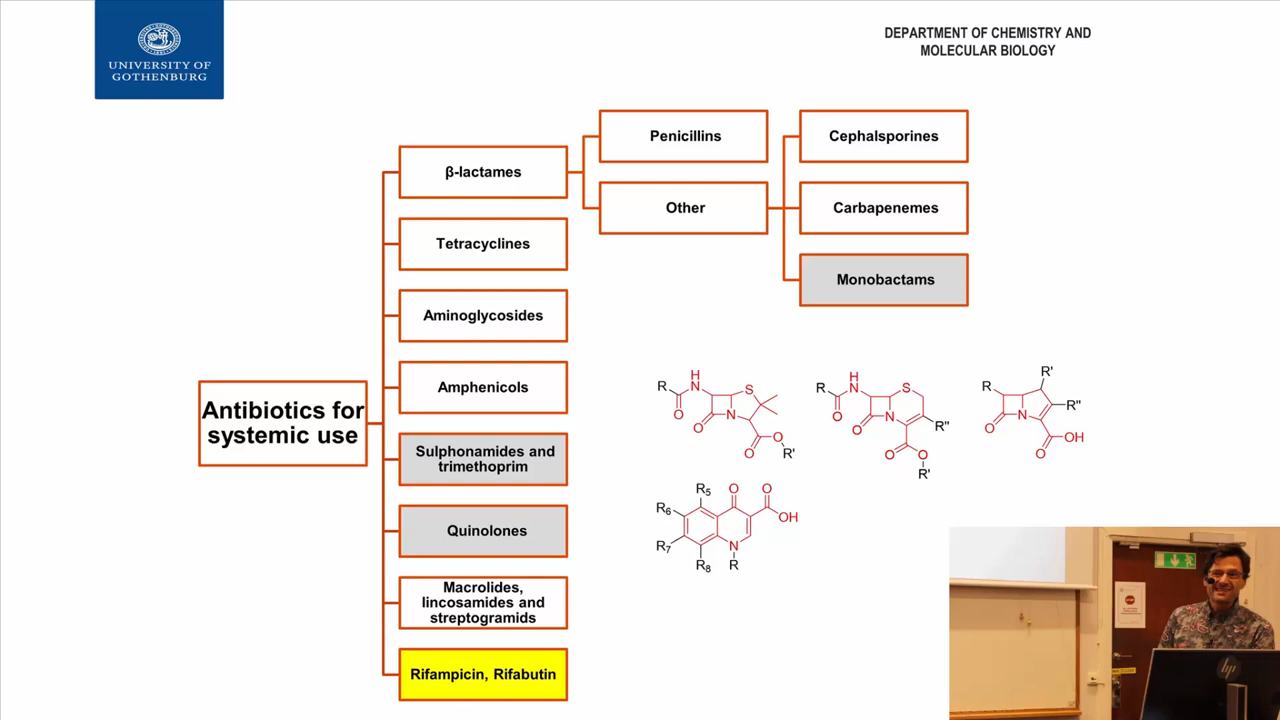 UNIVERSITY OF
GOTHENBURG
DEPARTMENT OF CHEMISTRY AND
MOLECULAR BIOLOGY
Antibiotics for
systemic use
β-lactames
Tetracyclines
Aminoglycosides
Amphenicols
Sulphonamides and
trimethoprim
Quinolones
Macrolides,
lincosamides and
streptogramids
Rifampicin, Rifabutin
Penicillins
Other
Cephalsporines
Carbapenemes
Monobactams
R
H
N
O
S
N
O
O
O
R'
R
H
N
O
S
N
O
R"
O
O
R'
R
R'
R"
N
O
O
OH
R5
R6
R7
R8
O
O
OH
N
R
hp